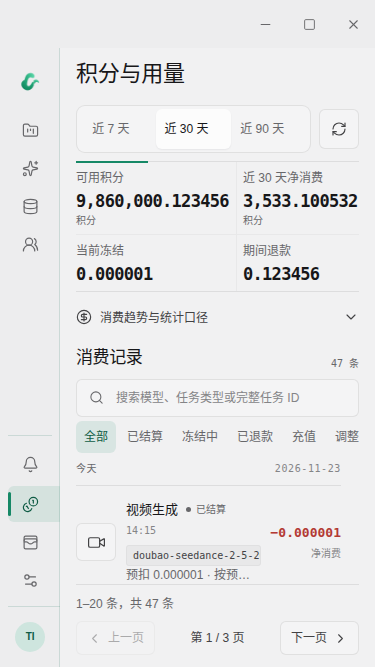 积分与用量
近 7 天 近 30 天 近 90 天
可用积分 近 30 天净消费
9,860,000.123456 3,533.100532
积分 积分
当前冻结 期间退款
0.000001 0.123456
消费趋势与统计口径
消费记录 47 条
搜索模型、任务类型或完整任务 ID
全部 已结算 冻结中 已退款 充值 调整
今天 2026-11-23
视频生成 已结算
14:15 −0.000001
doubao-seedance-2-5-2 净消费
预扣 0.000001 · 按预…
1–20 条，共 47 条
上一页 第 1 / 3 页 下一页
TI